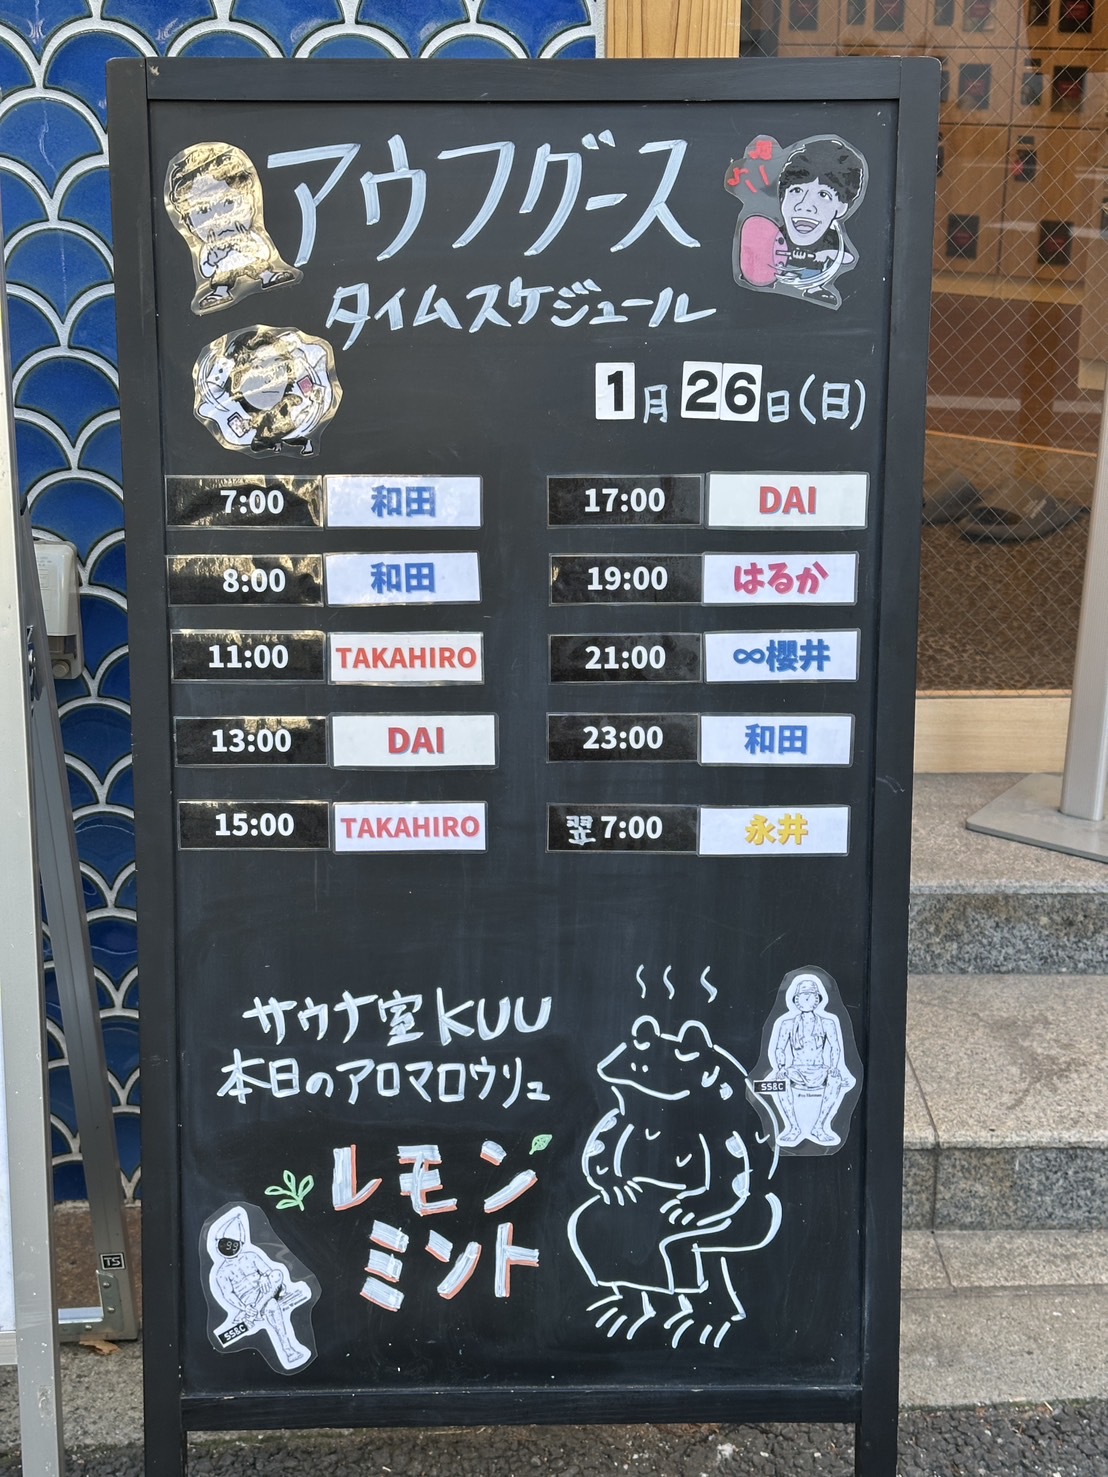 アウフグース
タイムスケジュール
1月26日(日)
7:00 和田
8:00 和田
11:00 TAKAHIRO
13:00 DAI
15:00 TAKAHIRO
17:00 DAI
19:00 はるか
21:00 ∞櫻井
23:00 和田
翌7:00 永井
サウナ室KUU
本日のアロマロウリュ
レモン
ミント
SS&C
99
SS&C
TS